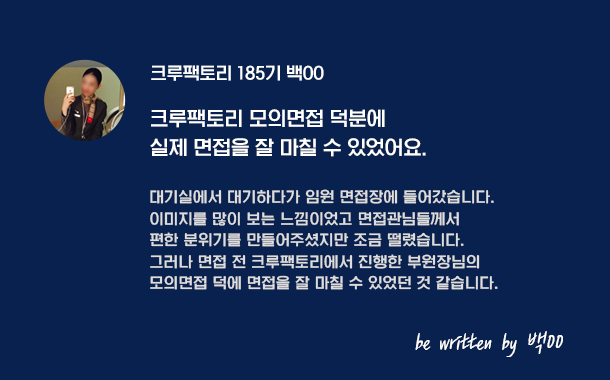 크루팩토리 185기 백OO
크루팩토리 모의면접 덕분에
실제 면접을 잘 마칠 수 있었어요.
대기실에서 대기하다가 임원 면접장에 들어갔습니다.
이미지를 많이 보는 느낌이었고 면접관님들께서
편한 분위기를 만들어주셨지만 조금 떨렸습니다.
그러나 면접 전 크루팩토리에서 진행한 부원장님의
모의면접 덕에 면접을 잘 마칠 수 있었던 것 같습니다.
be written by 백OO